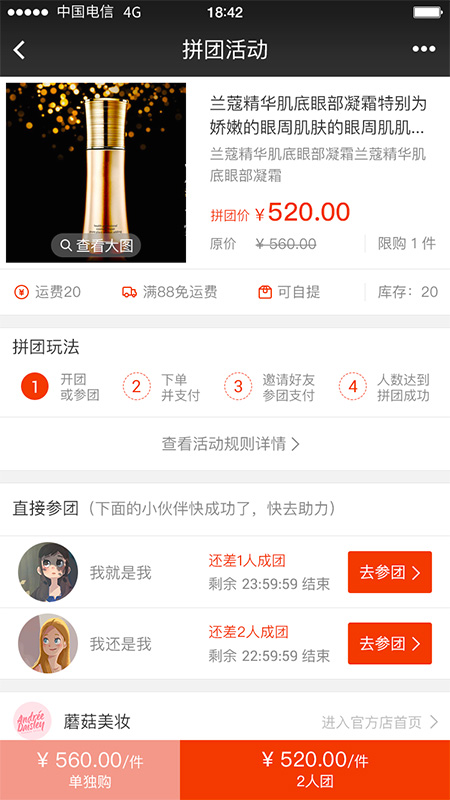 中国电信 4G 18:42
拼团活动
兰蔻精华肌底眼部凝霜特别为
娇嫩的眼周肌肤的眼周肌肌...
兰蔻精华肌底眼部凝霜兰蔻精华肌
底眼部凝霜
拼团价 ¥520.00
原价 ¥ 560.00 限购 1 件
查看大图
运费20 满88免运费 可自提 库存：20
拼团玩法
1 开团 2 下单 3 邀请好友 4 人数达到
或参团 并支付 参团支付 拼团成功
查看活动规则详情
直接参团（下面的小伙伴快成功了，快去助力）
我就是我 还差1人成团 去参团
剩余 23:59:59 结束
我还是我 还差2人成团 去参团
剩余 22:59:59 结束
Andrée
Daisley
蘑菇美妆 进入官方店首页
¥ 560.00/件 ¥ 520.00/件
单独购 2人团